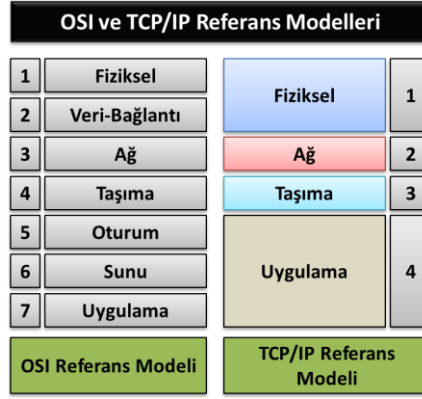 OSI ve TCP/IP Referans Modelleri
1 Fiziksel
2 Veri-Bağlantı
3 Ağ
4 Taşıma
5 Oturum
6 Sunu
7 Uygulama
OSI Referans Modeli
Fiziksel 1
Ağ 2
Taşıma 3
Uygulama 4
TCP/IP Referans
Modeli